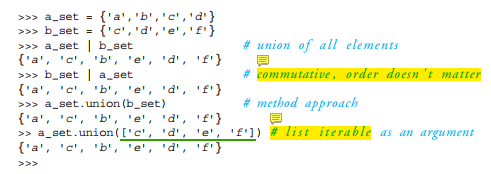 >>> a_set = {'a','b','c','d'}
>>> b_set = {'c','d','e','f'}
>>> a_set | b_set # union of all elements
{'a', 'c', 'b', 'e', 'd', 'f'}
>>> b_set | a_set # commutative, order doesn't matter
{'a', 'c', 'b', 'e', 'd', 'f'}
>>> a_set.union(b_set) # method approach
{'a', 'c', 'b', 'e', 'd', 'f'}
>> a_set.union(['c', 'd', 'e', 'f']) # list iterable as an argument
{'a', 'c', 'b', 'e', 'd', 'f'}
>>>